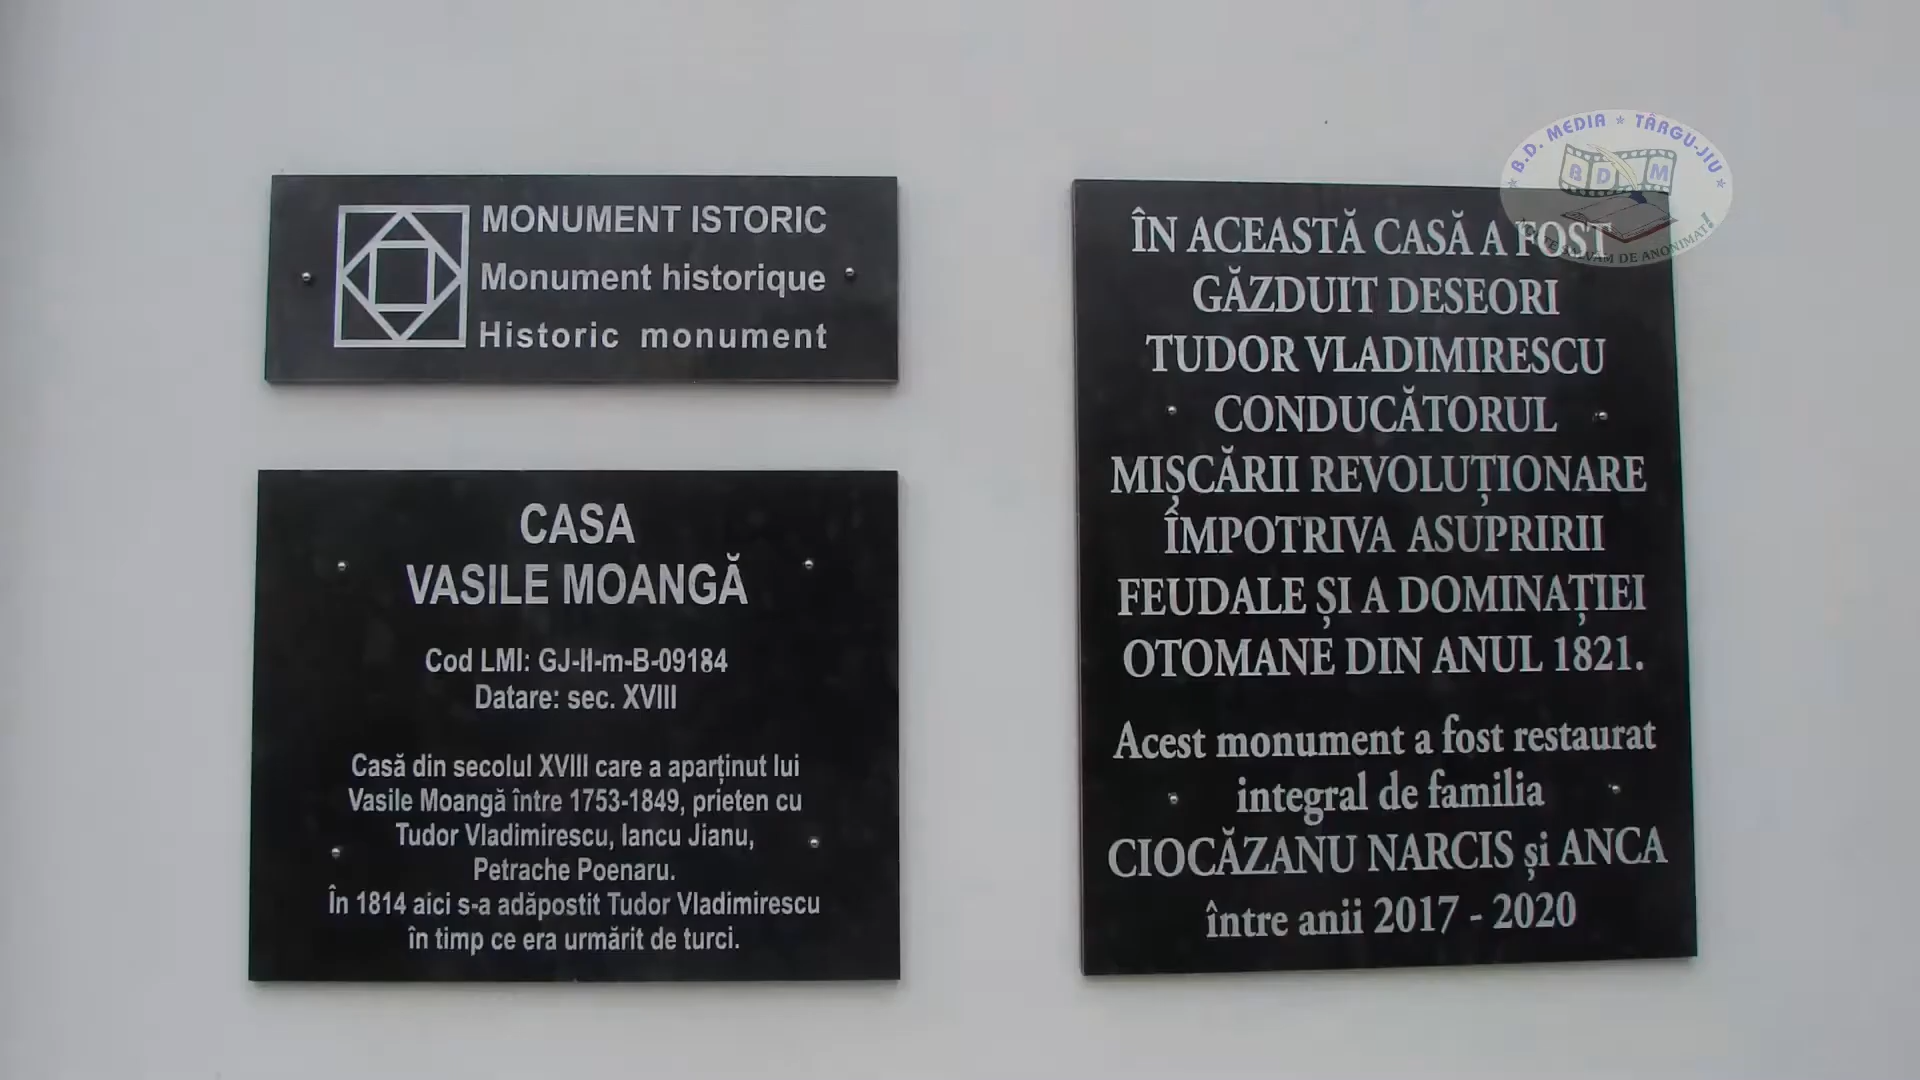 MONUMENT ISTORIC
Monument historique
Historic monument
CASA
VASILE MOANGĂ
Cod LMI: GJ-II-m-B-09184
Datare: sec. XVIII
Casă din secolul XVIII care a aparținut lui
Vasile Moangă între 1753-1849, prieten cu
Tudor Vladimirescu, Iancu Jianu,
Petrache Poenaru.
În 1814 aici s-a adăpostit Tudor Vladimirescu
în timp ce era urmărit de turci.
ÎN ACEASTĂ CASĂ A FOST
GĂZDUIT DESEORI
TUDOR VLADIMIRESCU
CONDUCĂTORUL
MIȘCĂRII REVOLUȚIONARE
ÎMPOTRIVA ASUPRIRII
FEUDALE ȘI A DOMINAȚIEI
OTOMANE DIN ANUL 1821.
Acest monument a fost restaurat
integral de familia
CIOCĂZANU NARCIS și ANCA
între anii 2017 - 2020
* B.D. MEDIA * TÂRGU-JIU *
BDM
DE ANONIMAT!